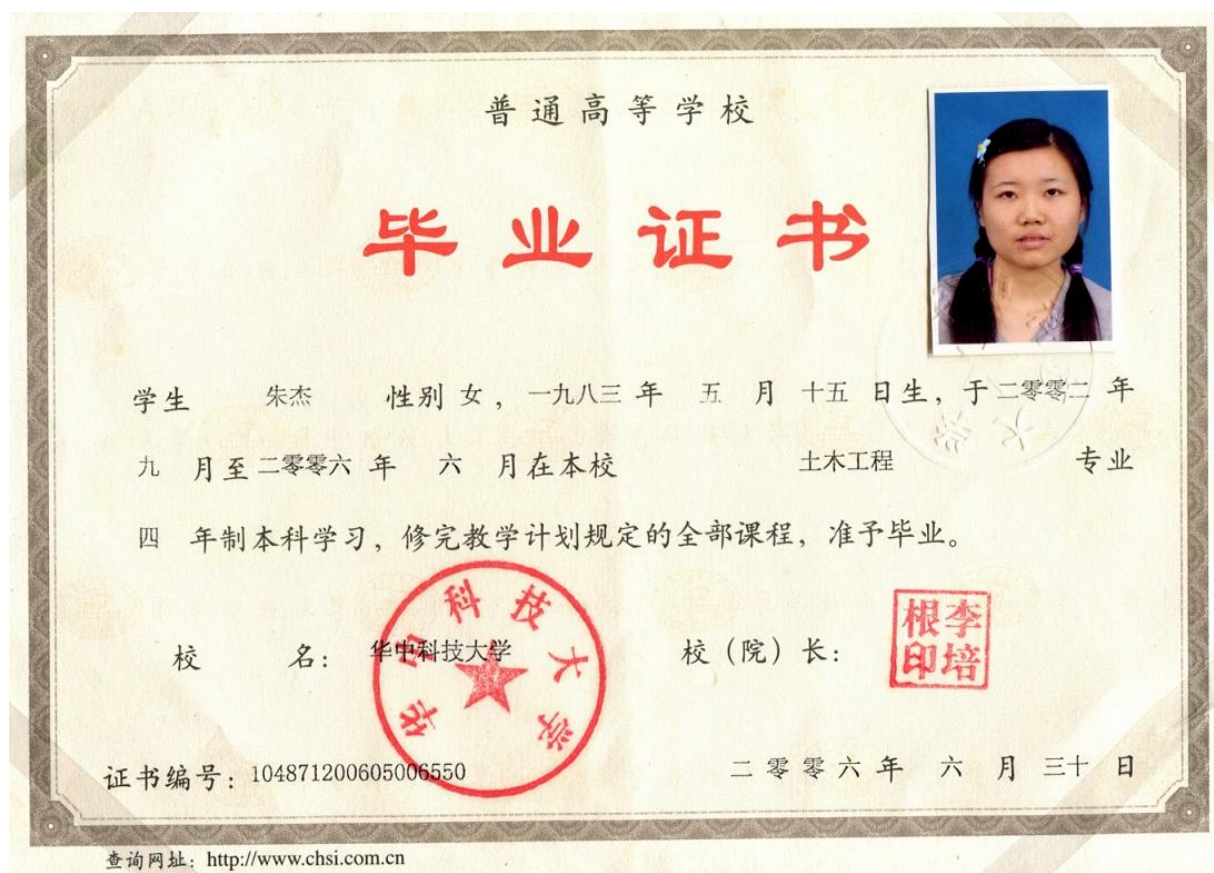 普通高等学校
毕业证书
学生 朱杰 性别 女，一九八三 年 五 月 十五 日生，于 二零零二 年
九 月至 二零零六 年 六 月在本校 土木工程 专业
四 年制本科学习，修完教学计划规定的全部课程，准予毕业。
校 名：华中科技大学 校（院）长：
华中科技大学
李培根印
证书编号：104871200605006550 二零零六年 六 月 三十 日
查询网址：http://www.chsi.com.cn